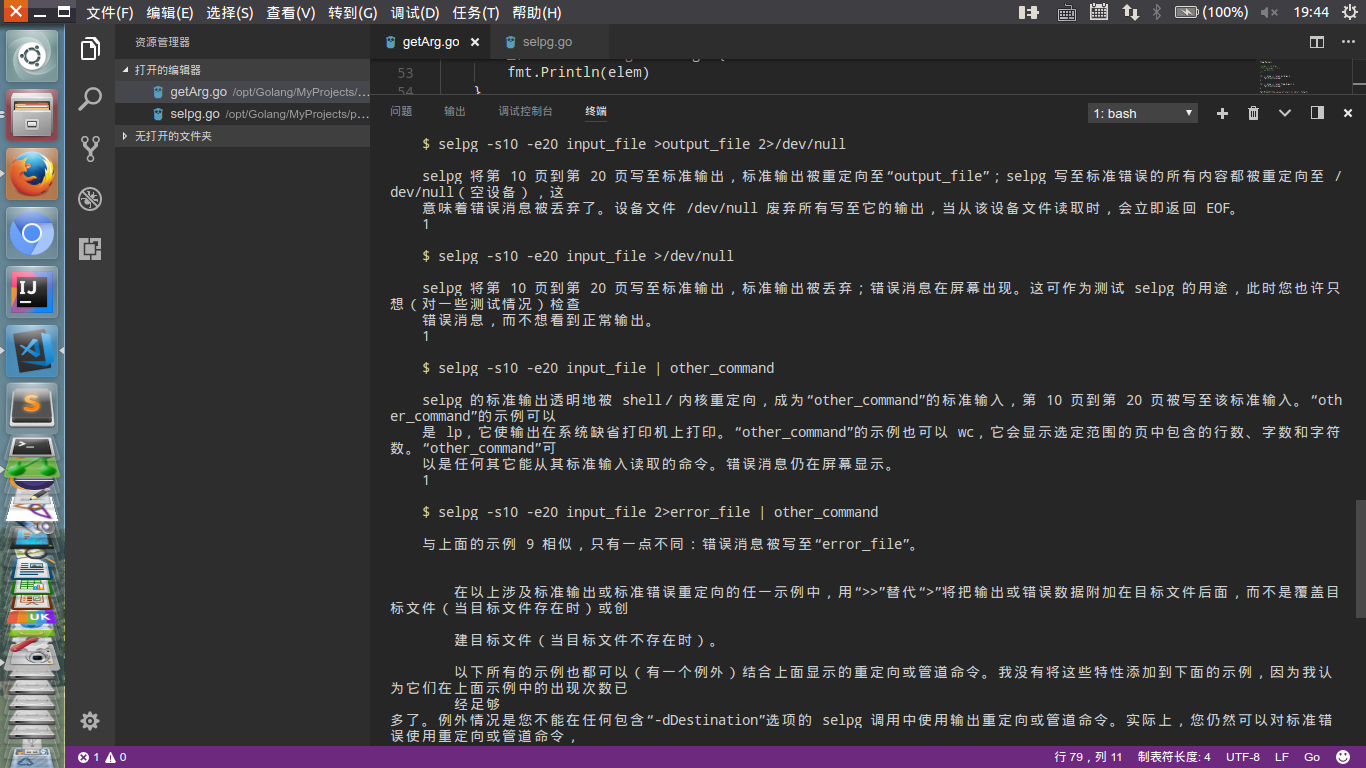 文件(F) 编辑(E) 选择(S) 查看(V) 转到(G) 调试(D) 任务(T) 帮助(H) (100%) 19:44
资源管理器
打开的编辑器
getArg.go /opt/Golang/MyProjects/...
selpg.go /opt/Golang/MyProjects/p...
无打开的文件夹
getArg.go selpg.go
53 fmt.Println(elem)
54 }
问题 输出 调试控制台 终端 1: bash
$ selpg -s10 -e20 input_file >output_file 2>/dev/null
selpg 将第 10 页到第 20 页写至标准输出，标准输出被重定向至“output_file”；selpg 写至标准错误的所有内容都被重定向至 /
dev/null（空设备），这
意味着错误消息被丢弃了。设备文件 /dev/null 废弃所有写至它的输出，当从该设备文件读取时，会立即返回 EOF。
1
$ selpg -s10 -e20 input_file >/dev/null
selpg 将第 10 页到第 20 页写至标准输出，标准输出被丢弃；错误消息在屏幕出现。这可作为测试 selpg 的用途，此时您也许只
想（对一些测试情况）检查
错误消息，而不想看到正常输出。
1
$ selpg -s10 -e20 input_file | other_command
selpg 的标准输出透明地被 shell／内核重定向，成为“other_command”的标准输入，第 10 页到第 20 页被写至该标准输入。“oth
er_command”的示例可以
是 lp，它使输出在系统缺省打印机上打印。“other_command”的示例也可以 wc，它会显示选定范围的页中包含的行数、字数和字符
数。“other_command”可
以是任何其它能从其标准输入读取的命令。错误消息仍在屏幕显示。
1
$ selpg -s10 -e20 input_file 2>error_file | other_command
与上面的示例 9 相似，只有一点不同：错误消息被写至“error_file”。
在以上涉及标准输出或标准错误重定向的任一示例中，用“>>”替代“>”将把输出或错误数据附加在目标文件后面，而不是覆盖目
标文件（当目标文件存在时）或创
建目标文件（当目标文件不存在时）。
以下所有的示例也都可以（有一个例外）结合上面显示的重定向或管道命令。我没有将这些特性添加到下面的示例，因为我认
为它们在上面示例中的出现次数已
经足够
多了。例外情况是您不能在任何包含“-dDestination”选项的 selpg 调用中使用输出重定向或管道命令。实际上，您仍然可以对标准错
误使用重定向或管道命令，
1 0 行 79，列 11 制表符长度: 4 UTF-8 LF Go